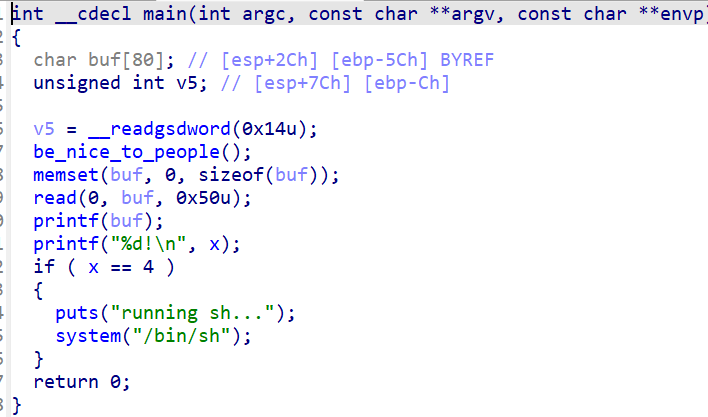 int __cdecl main(int argc, const char **argv, const char **envp)
{
  char buf[80]; // [esp+2Ch] [ebp-5Ch] BYREF
  unsigned int v5; // [esp+7Ch] [ebp-Ch]

  v5 = __readgsdword(0x14u);
  be_nice_to_people();
  memset(buf, 0, sizeof(buf));
  read(0, buf, 0x50u);
  printf(buf);
  printf("%d!\n", x);
  if ( x == 4 )
  {
    puts("running sh...");
    system("/bin/sh");
  }
  return 0;
}